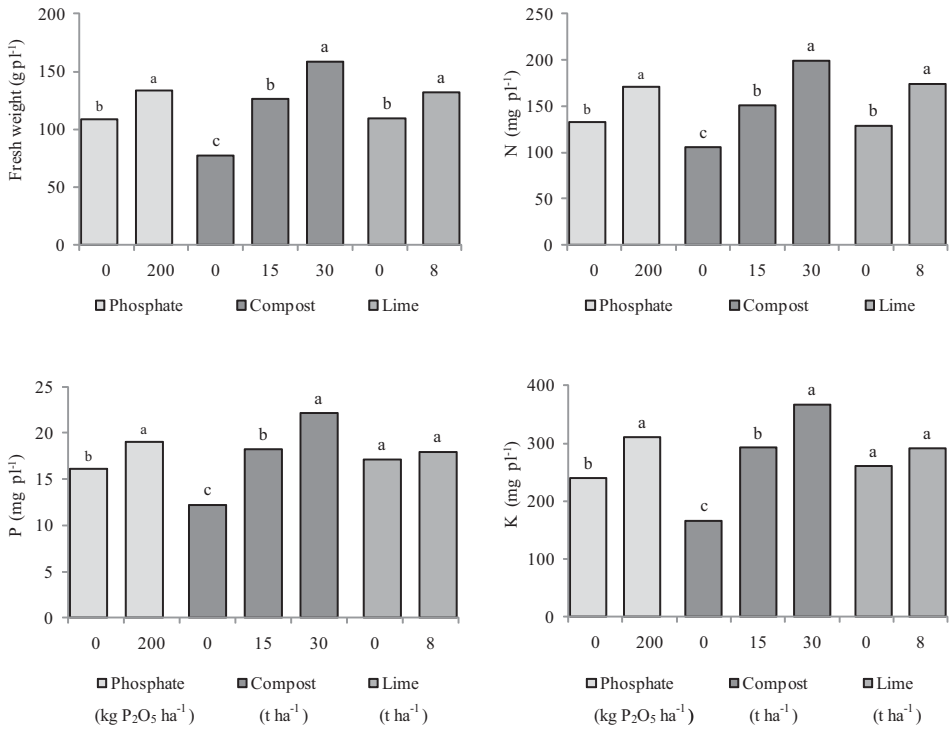 Fresh weight (g pl⁻¹)
200
150
100
50
0
b
a
c
b
a
b
a
0 200 0 15 30 0 8
Phosphate Compost Lime
N (mg pl⁻¹)
250
200
150
100
50
0
b
a
c
b
a
b
a
0 200 0 15 30 0 8
Phosphate Compost Lime
P (mg pl⁻¹)
25
20
15
10
5
0
b
a
c
b
a
a
a
0 200 0 15 30 0 8
Phosphate Compost Lime
(kg P₂O₅ ha⁻¹) (t ha⁻¹) (t ha⁻¹)
K (mg pl⁻¹)
400
300
200
100
0
b
a
c
b
a
a
a
0 200 0 15 30 0 8
Phosphate Compost Lime
(kg P₂O₅ ha⁻¹) (t ha⁻¹) (t ha⁻¹)